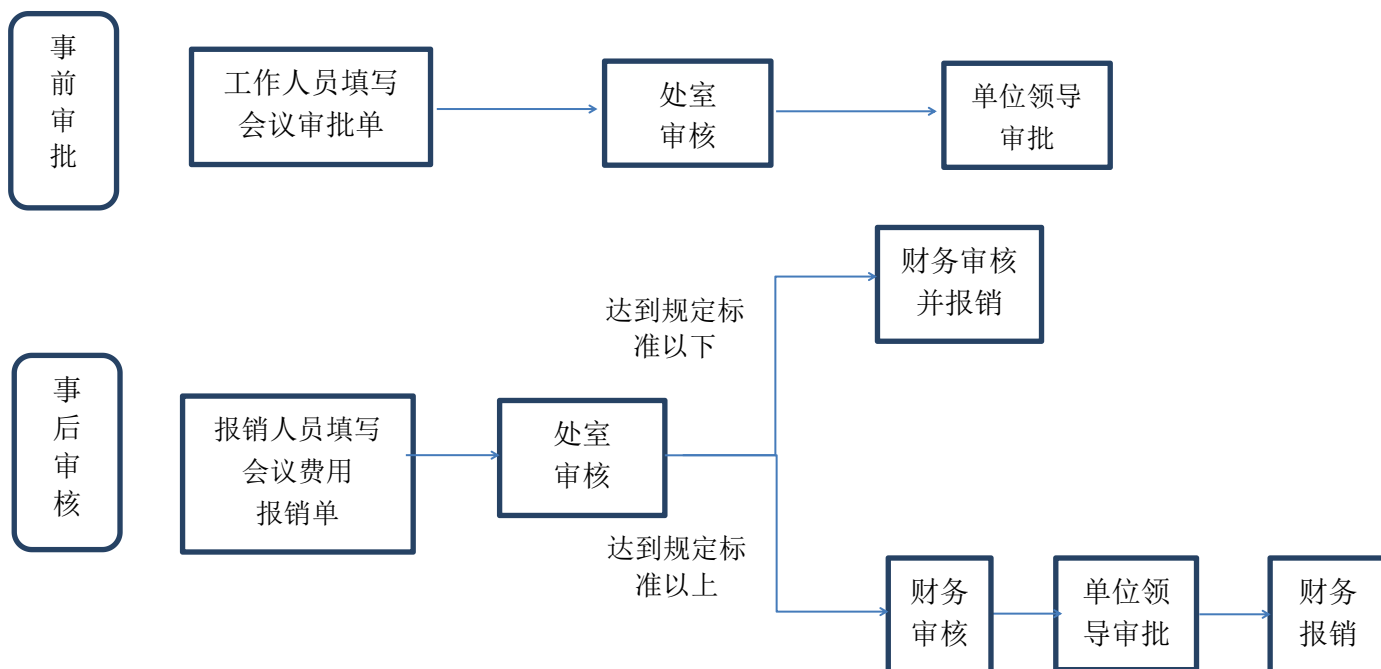 事
前
审
批
工作人员填写
会议审批单
处室
审核
单位领导
审批
财务审核
并报销
达到规定标
准以下
事
后
审
核
报销人员填写
会议费用
报销单
处室
审核
达到规定标
准以上
财务
审核
单位领
导审批
财务
报销